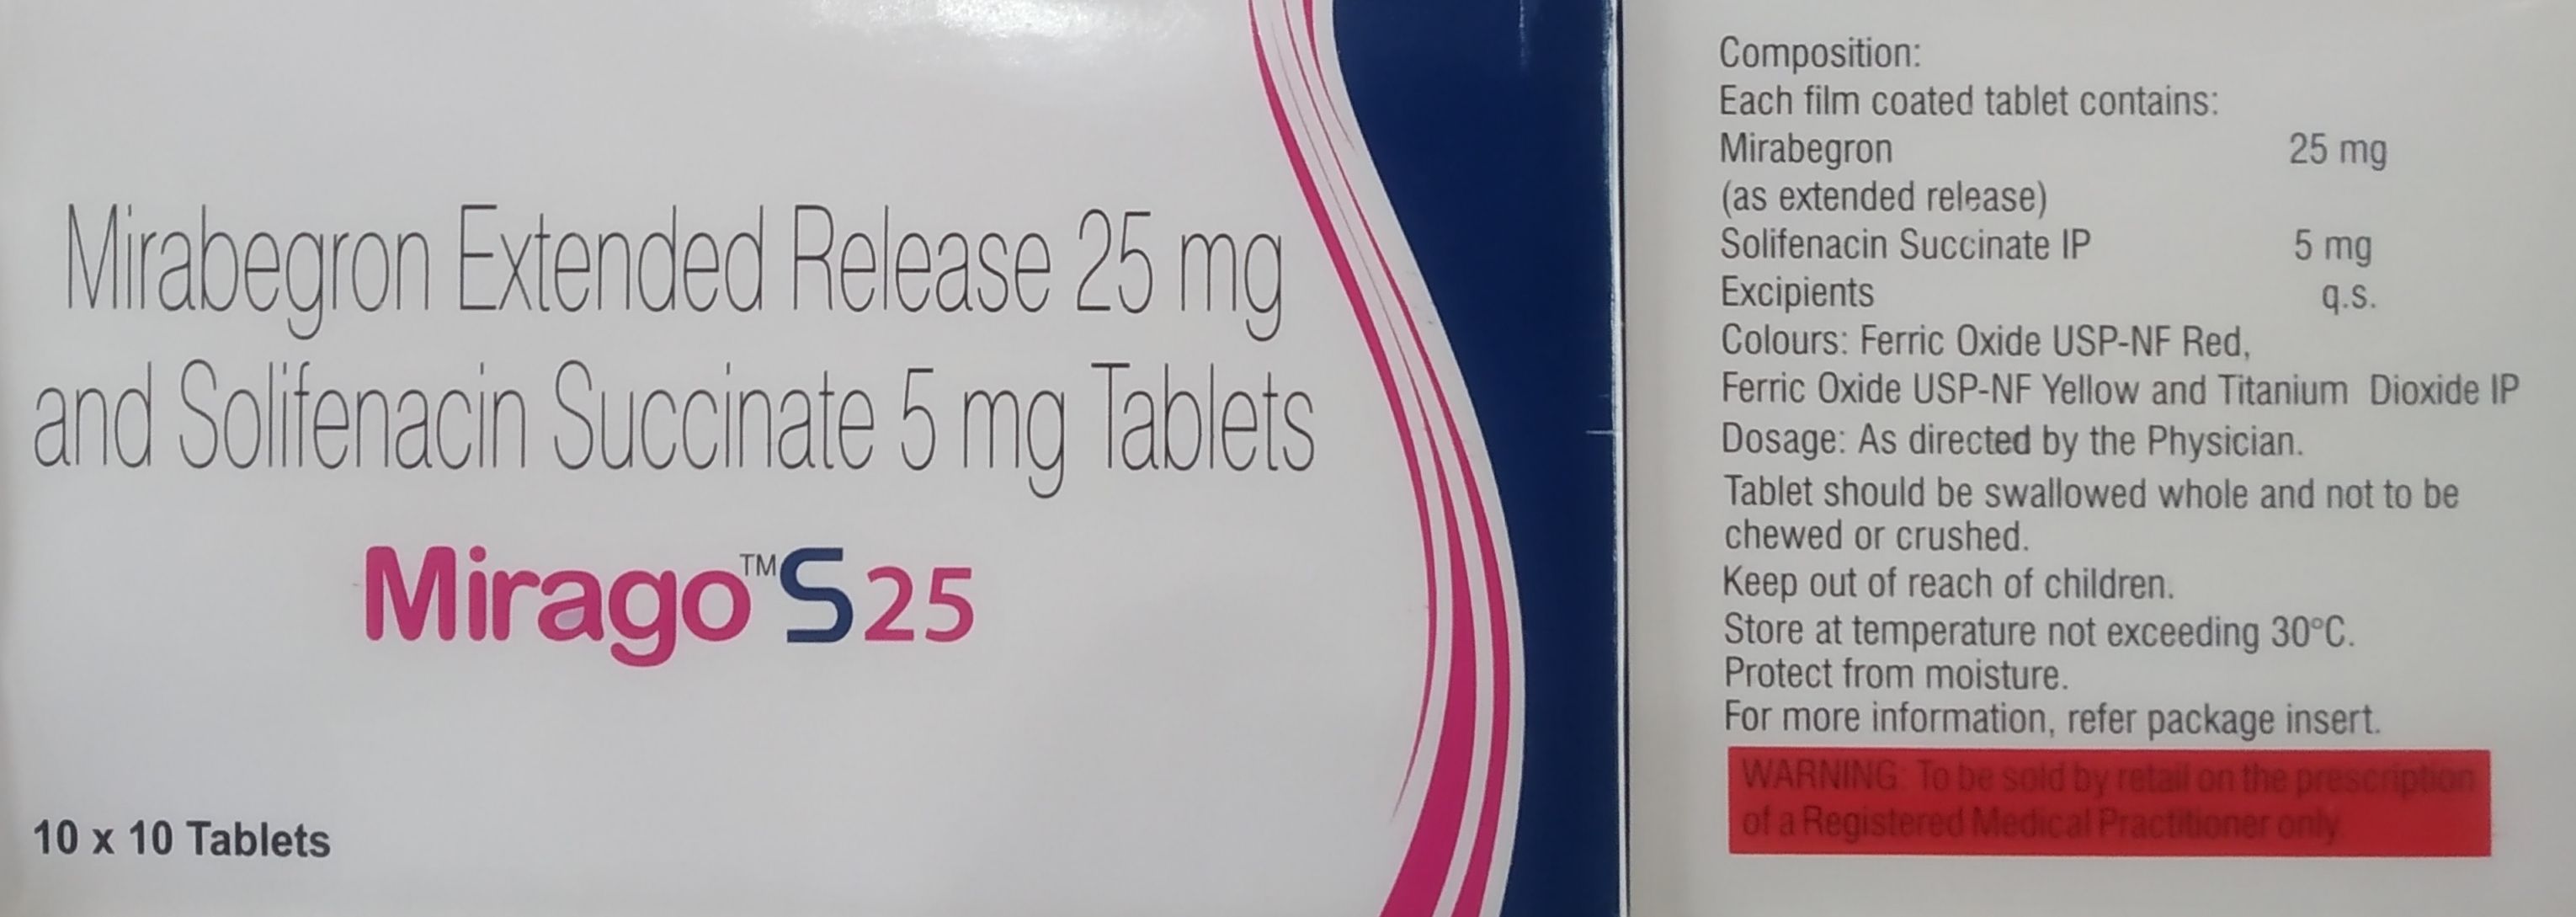 Mirabegron Extended Release 25 mg
and Solifenacin Succinate 5 mg Tablets
Mirago™S25
10 x 10 Tablets
Composition:
Each film coated tablet contains:
Mirabegron 25 mg
(as extended release)
Solifenacin Succinate IP 5 mg
Excipients q.s.
Colours: Ferric Oxide USP-NF Red,
Ferric Oxide USP-NF Yellow and Titanium Dioxide IP
Dosage: As directed by the Physician.
Tablet should be swallowed whole and not to be
chewed or crushed.
Keep out of reach of children.
Store at temperature not exceeding 30°C.
Protect from moisture.
For more information, refer package insert.
WARNING: To be sold by retail on the prescription
of a Registered Medical Practitioner only.